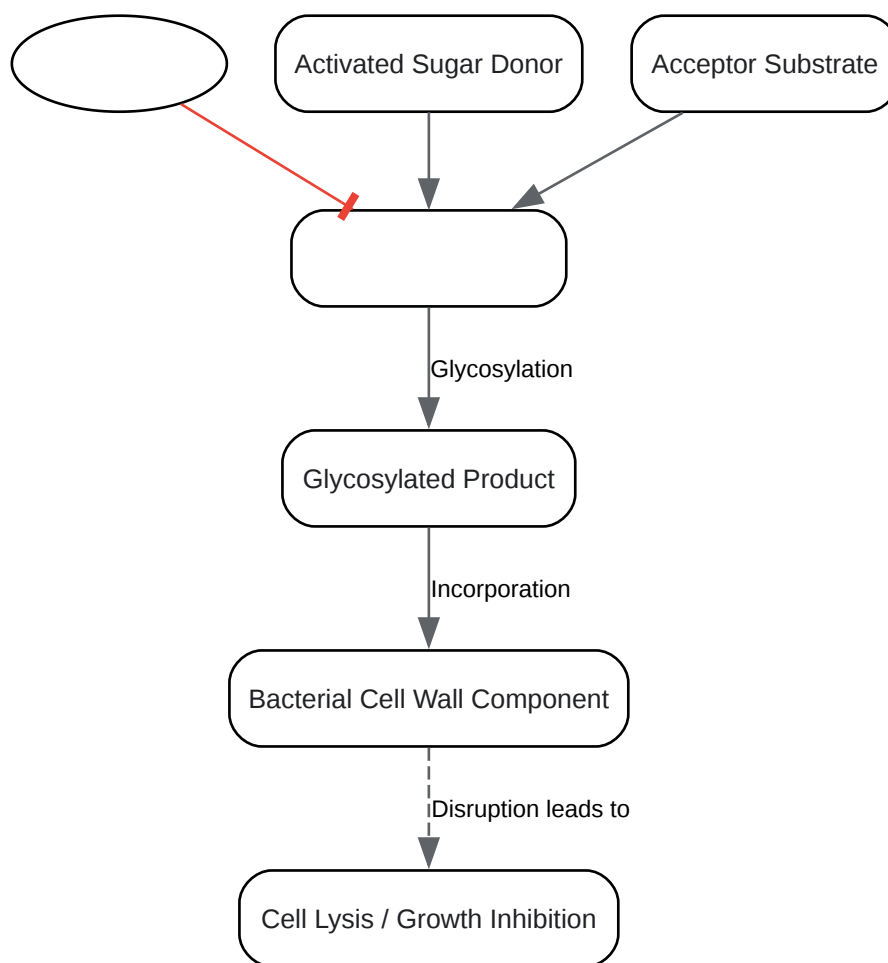 Activated Sugar Donor
Acceptor Substrate
Glycosylation
Glycosylated Product
Incorporation
Bacterial Cell Wall Component
Disruption leads to
Cell Lysis / Growth Inhibition